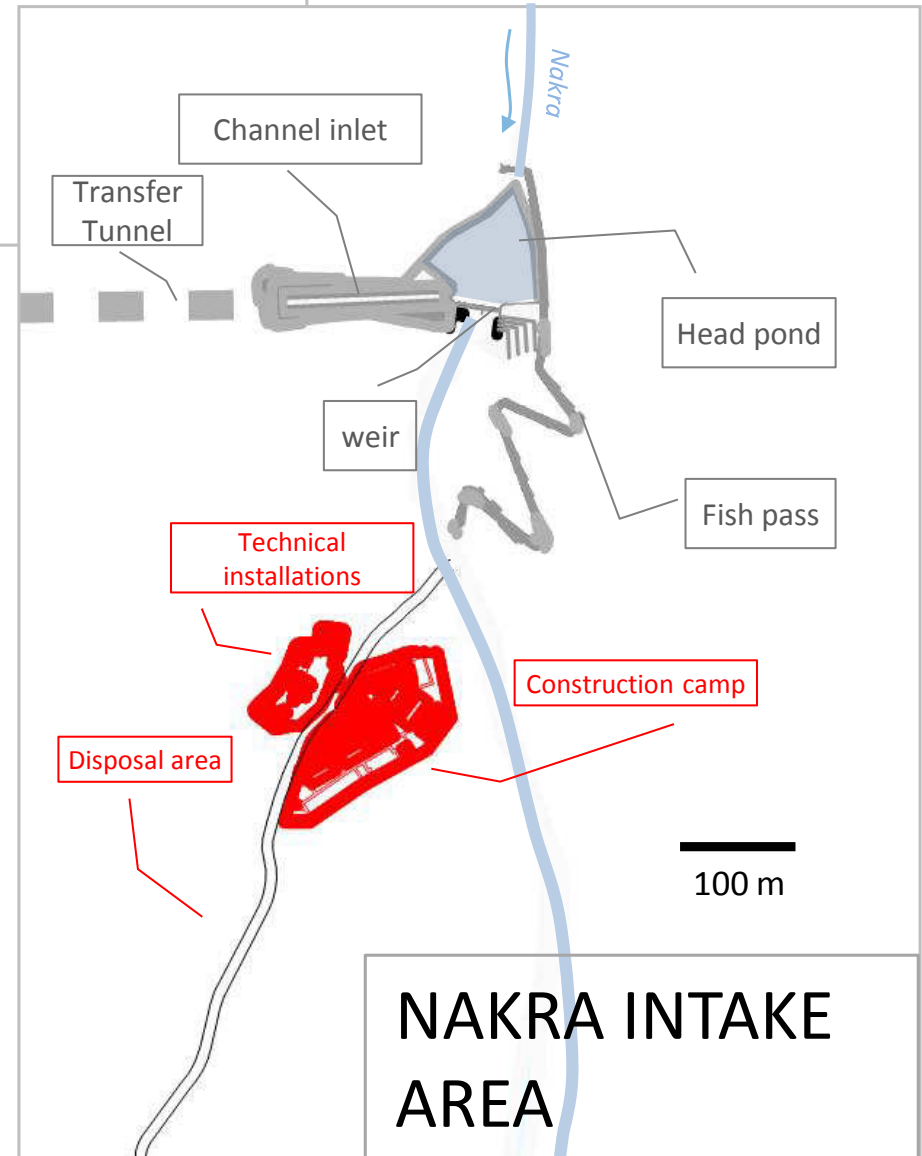 Nakra
Channel inlet
Transfer
Tunnel
Head pond
weir
Fish pass
Technical
installations
Construction camp
Disposal area
100 m
NAKRA INTAKE
AREA